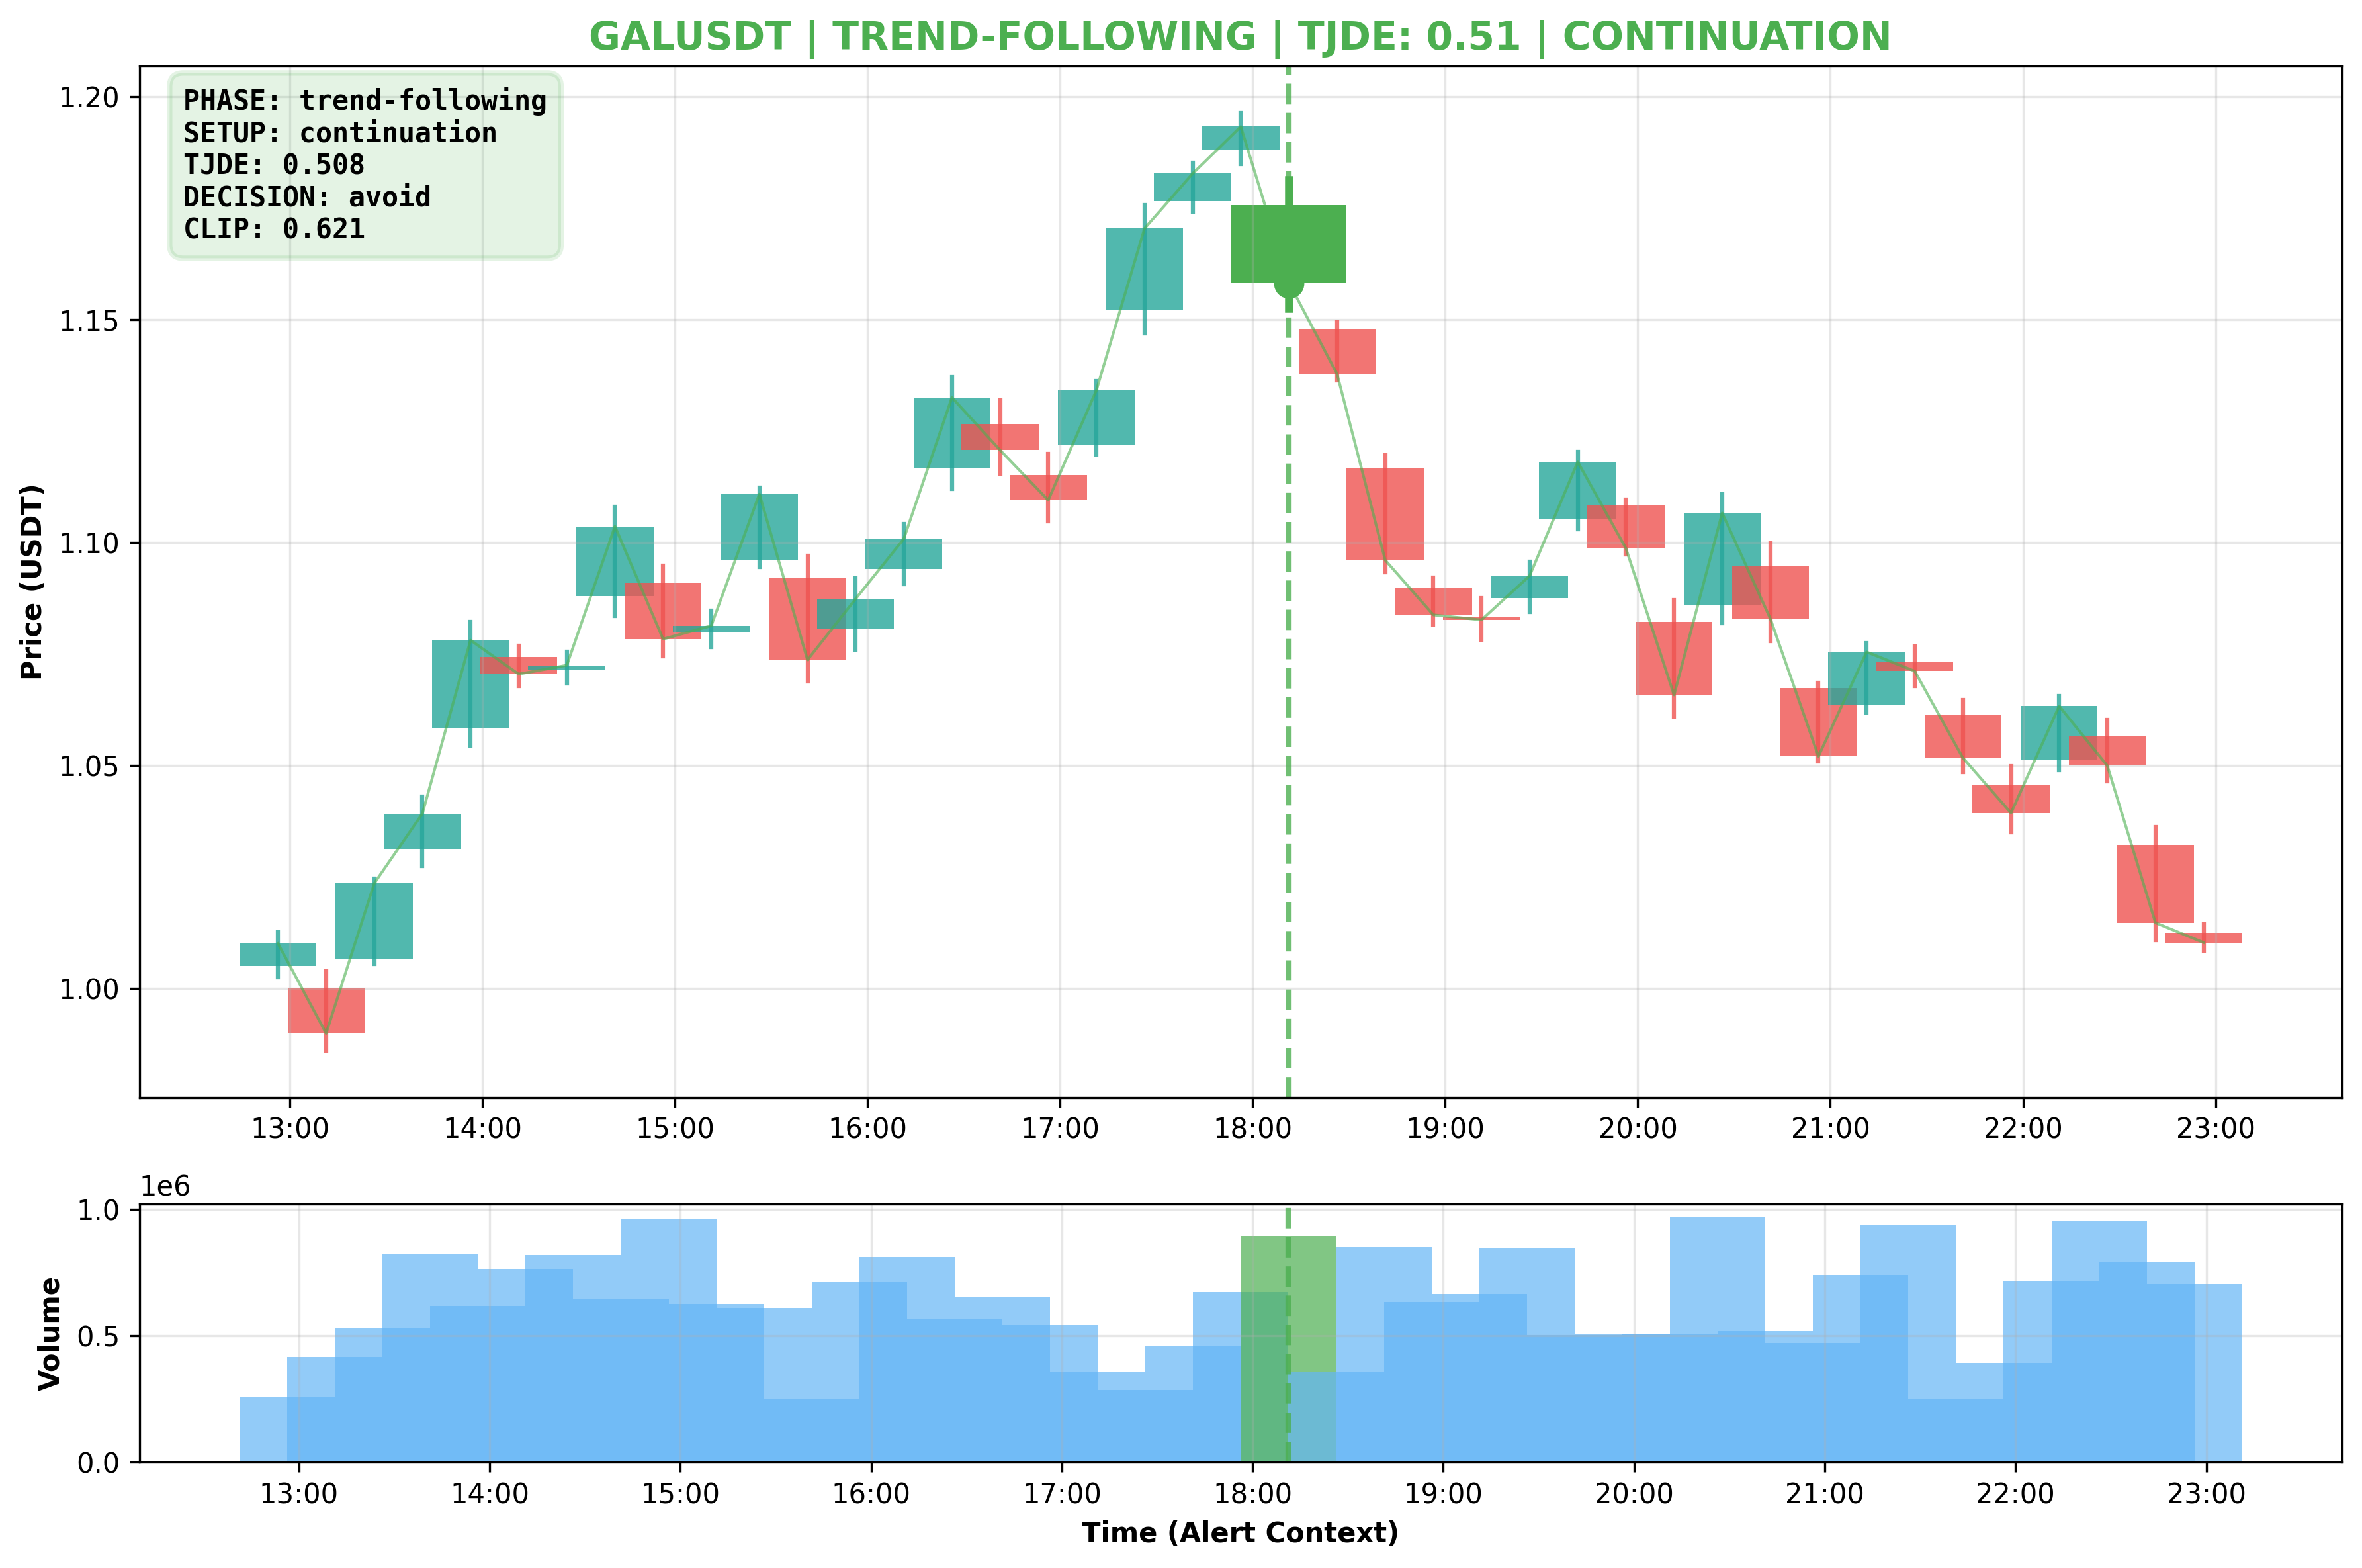 GALUSDT | TREND-FOLLOWING | TJDE: 0.51 | CONTINUATION
PHASE: trend-following
SETUP: continuation
TJDE: 0.508
DECISION: avoid
CLIP: 0.621
Price (USDT)
1.20
1.15
1.10
1.05
1.00
13:00 14:00 15:00 16:00 17:00 18:00 19:00 20:00 21:00 22:00 23:00
1e6
Volume
1.0
0.5
0.0
13:00 14:00 15:00 16:00 17:00 18:00 19:00 20:00 21:00 22:00 23:00
Time (Alert Context)